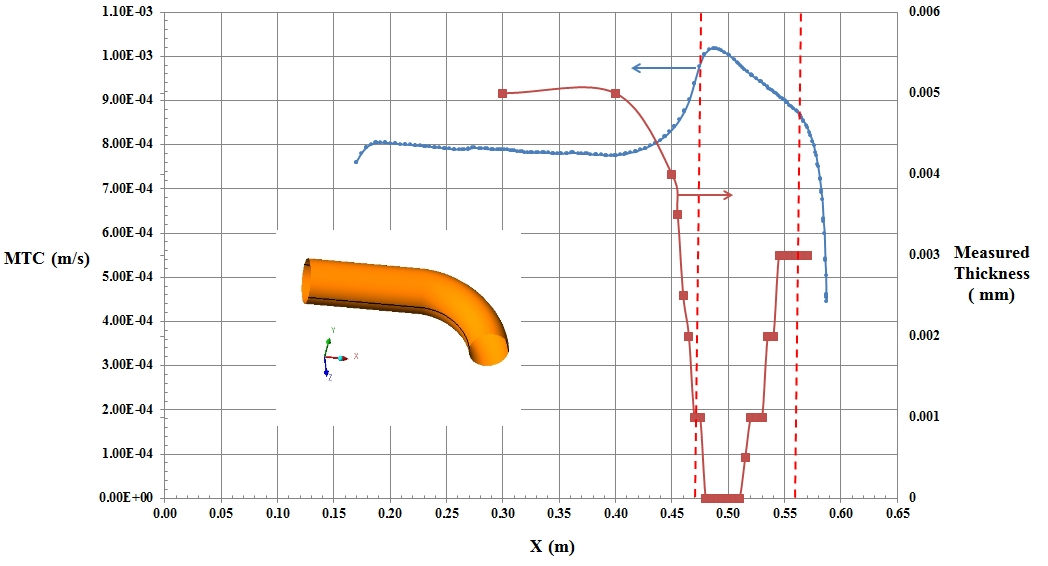 1.10E-03
1.00E-03
9.00E-04
8.00E-04
7.00E-04
6.00E-04
5.00E-04
4.00E-04
3.00E-04
2.00E-04
1.00E-04
0.00E+00
MTC (m/s)
0.00 0.05 0.10 0.15 0.20 0.25 0.30 0.35 0.40 0.45 0.50 0.55 0.60 0.65
X (m)
0.006
0.005
0.004
0.003
0.002
0.001
0
Measured
Thickness
( mm)
Y
X
Z